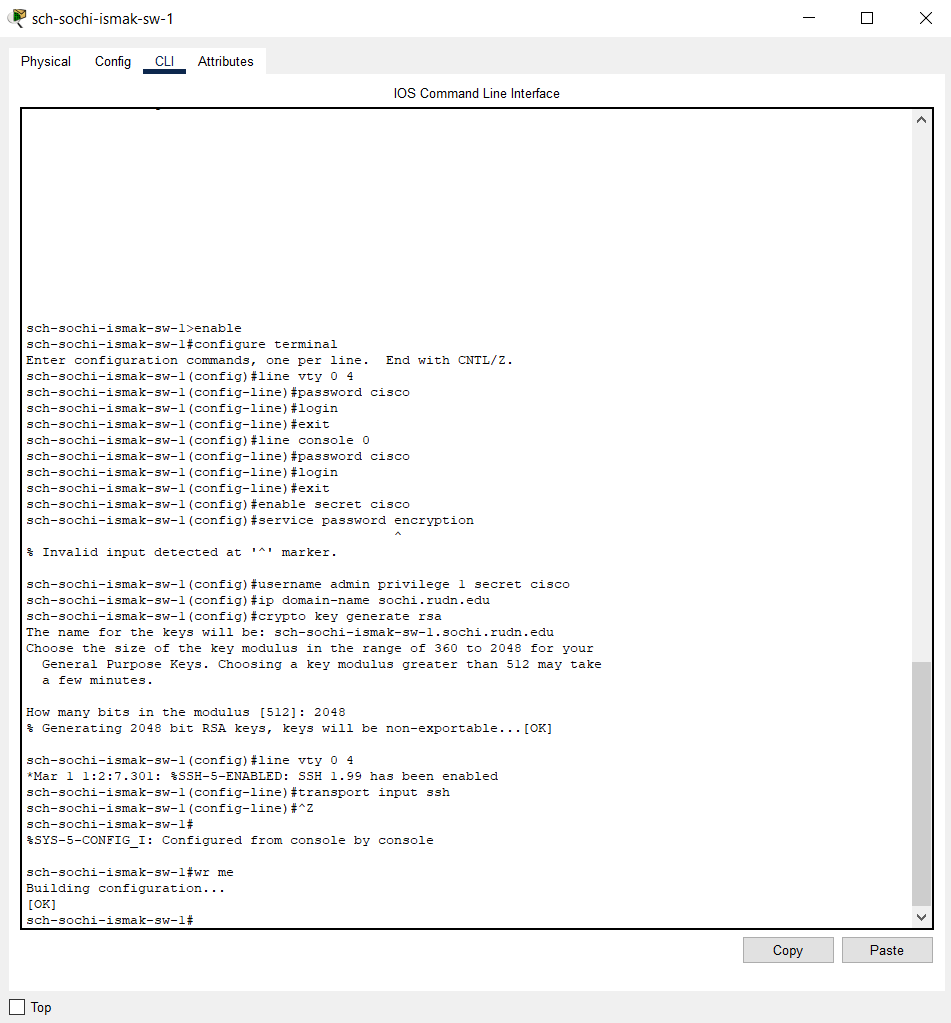 sch-sochi-ismak-sw-1
Physical Config CLI Attributes
IOS Command Line Interface
sch-sochi-ismak-sw-1>enable
sch-sochi-ismak-sw-1#configure terminal
Enter configuration commands, one per line.  End with CNTL/Z.
sch-sochi-ismak-sw-1(config)#line vty 0 4
sch-sochi-ismak-sw-1(config-line)#password cisco
sch-sochi-ismak-sw-1(config-line)#login
sch-sochi-ismak-sw-1(config-line)#exit
sch-sochi-ismak-sw-1(config)#line console 0
sch-sochi-ismak-sw-1(config-line)#password cisco
sch-sochi-ismak-sw-1(config-line)#login
sch-sochi-ismak-sw-1(config-line)#exit
sch-sochi-ismak-sw-1(config)#enable secret cisco
sch-sochi-ismak-sw-1(config)#service password encryption
^
% Invalid input detected at '^' marker.
sch-sochi-ismak-sw-1(config)#username admin privilege 1 secret cisco
sch-sochi-ismak-sw-1(config)#ip domain-name sochi.rudn.edu
sch-sochi-ismak-sw-1(config)#crypto key generate rsa
The name for the keys will be: sch-sochi-ismak-sw-1.sochi.rudn.edu
Choose the size of the key modulus in the range of 360 to 2048 for your
General Purpose Keys. Choosing a key modulus greater than 512 may take
a few minutes.
How many bits in the modulus [512]: 2048
% Generating 2048 bit RSA keys, keys will be non-exportable...[OK]
sch-sochi-ismak-sw-1(config)#line vty 0 4
*Mar 1 1:2:7.301: %SSH-5-ENABLED: SSH 1.99 has been enabled
sch-sochi-ismak-sw-1(config-line)#transport input ssh
sch-sochi-ismak-sw-1(config-line)#^Z
sch-sochi-ismak-sw-1#
%SYS-5-CONFIG_I: Configured from console by console
sch-sochi-ismak-sw-1#wr me
Building configuration...
[OK]
sch-sochi-ismak-sw-1#
Copy Paste
Top